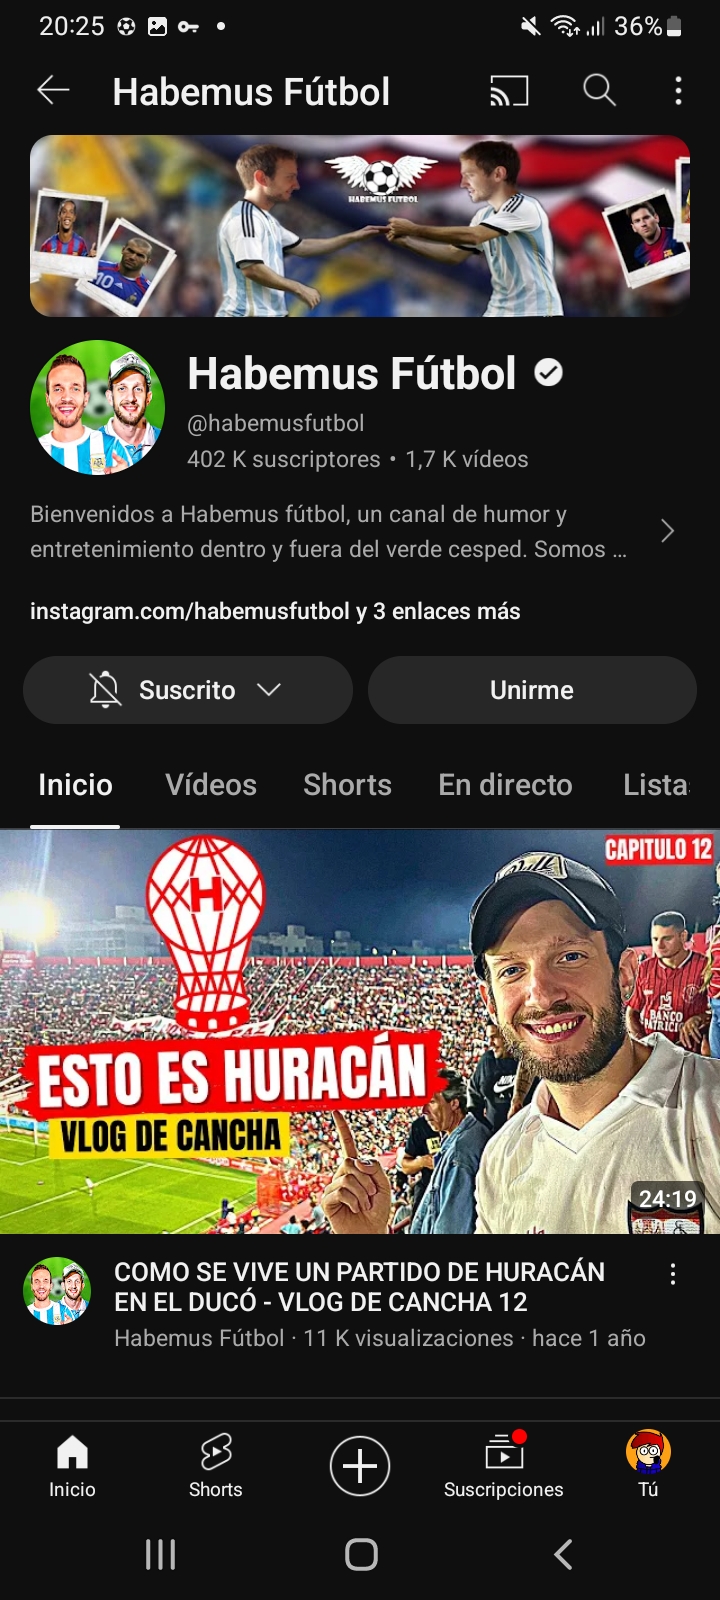 20:25
36%
Habemus Fútbol
HABEMUS FUTBOL
10
Habemus Fútbol
@habemusfutbol
402 K suscriptores • 1,7 K vídeos
Bienvenidos a Habemus fútbol, un canal de humor y
entretenimiento dentro y fuera del verde cesped. Somos ...
instagram.com/habemusfutbol y 3 enlaces más
Suscrito
Unirme
Inicio
Vídeos
Shorts
En directo
Lista
CAPITULO 12
H
BANCO
ESTO ES HURACÁN
VLOG DE CANCHA
24:19
COMO SE VIVE UN PARTIDO DE HURACÁN
EN EL DUCÓ - VLOG DE CANCHA 12
Habemus Fútbol · 11 K visualizaciones · hace 1 año
Inicio
Shorts
Suscripciones
Tú